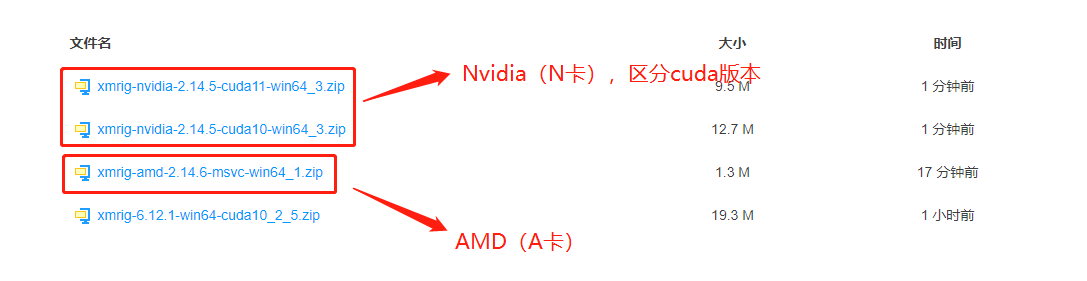 文件名 大小 时间
Nvidia（N卡），区分cuda版本
xmrig-nvidia-2.14.5-cuda11-win64_3.zip 9.5 M 1 分钟前
xmrig-nvidia-2.14.5-cuda10-win64_3.zip 12.7 M 1 分钟前
xmrig-amd-2.14.6-msvc-win64_1.zip 1.3 M 17 分钟前
xmrig-6.12.1-win64-cuda10_2_5.zip 19.3 M 1 小时前
AMD（A卡）